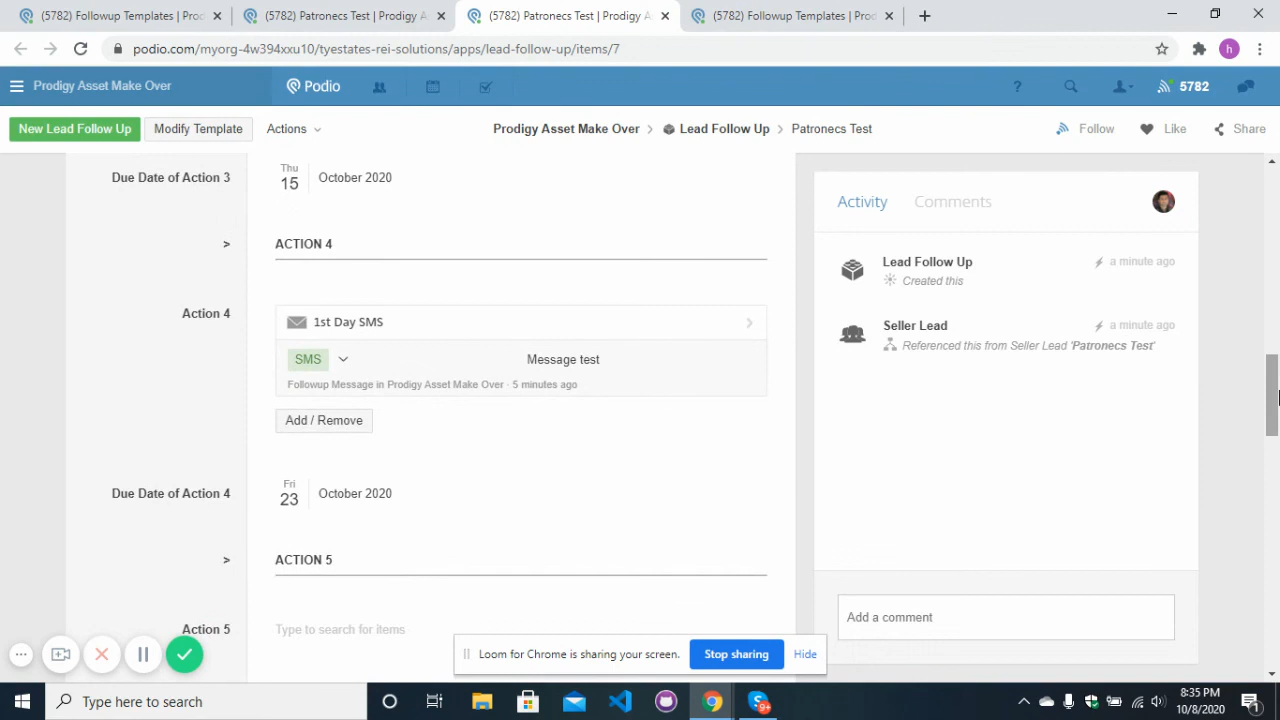 (5782) Followup Templates | Prod
(5782) Patronecs Test | Prodigy A
(5782) Patronecs Test | Prodigy A
(5782) Followup Templates | Prod
podio.com/myorg-4w394xxu10/tyestates-rei-solutions/apps/lead-follow-up/items/7
h
Prodigy Asset Make Over
Podio
?
5782
New Lead Follow Up
Modify Template
Actions
Prodigy Asset Make Over > Lead Follow Up > Patronecs Test
Follow
Like
Share
Due Date of Action 3
Thu
15
October 2020
> ACTION 4
Action 4
1st Day SMS
SMS
Message test
Followup Message in Prodigy Asset Make Over · 5 minutes ago
Add / Remove
Due Date of Action 4
Fri
23
October 2020
> ACTION 5
Action 5
Type to search for items
Activity
Comments
Lead Follow Up
a minute ago
Created this
Seller Lead
a minute ago
Referenced this from Seller Lead 'Patronecs Test'
Add a comment
Loom for Chrome is sharing your screen.
Stop sharing
Hide
Type here to search
9+
8:35 PM
10/8/2020
1